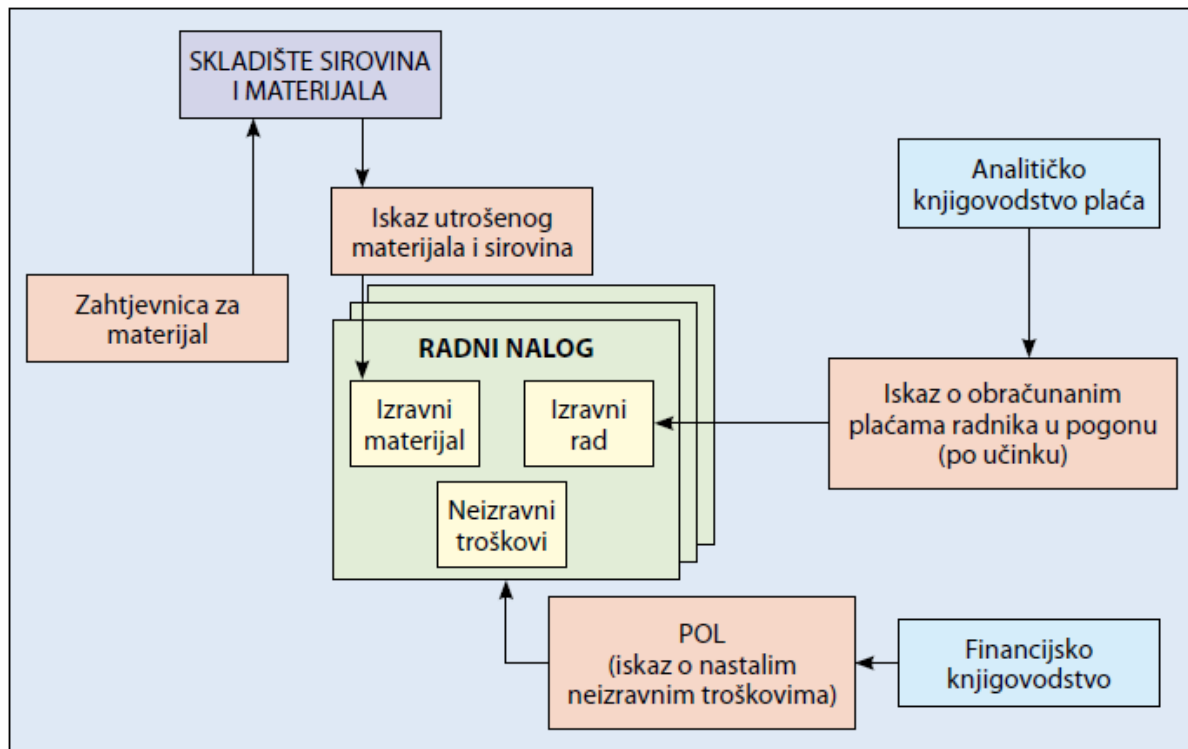 SKLADIŠTE SIROVINA
I MATERIJALA
Analitičko
knjigovodstvo plaća
Iskaz utrošenog
materijala i sirovina
Zahtjevnica za
materijal
RADNI NALOG
Izravni
materijal
Izravni
rad
Iskaz o obračunanim
plaćama radnika u pogonu
(po učinku)
Neizravni
troškovi
POL
(iskaz o nastalim
neizravnim troškovima)
Financijsko
knjigovodstvo